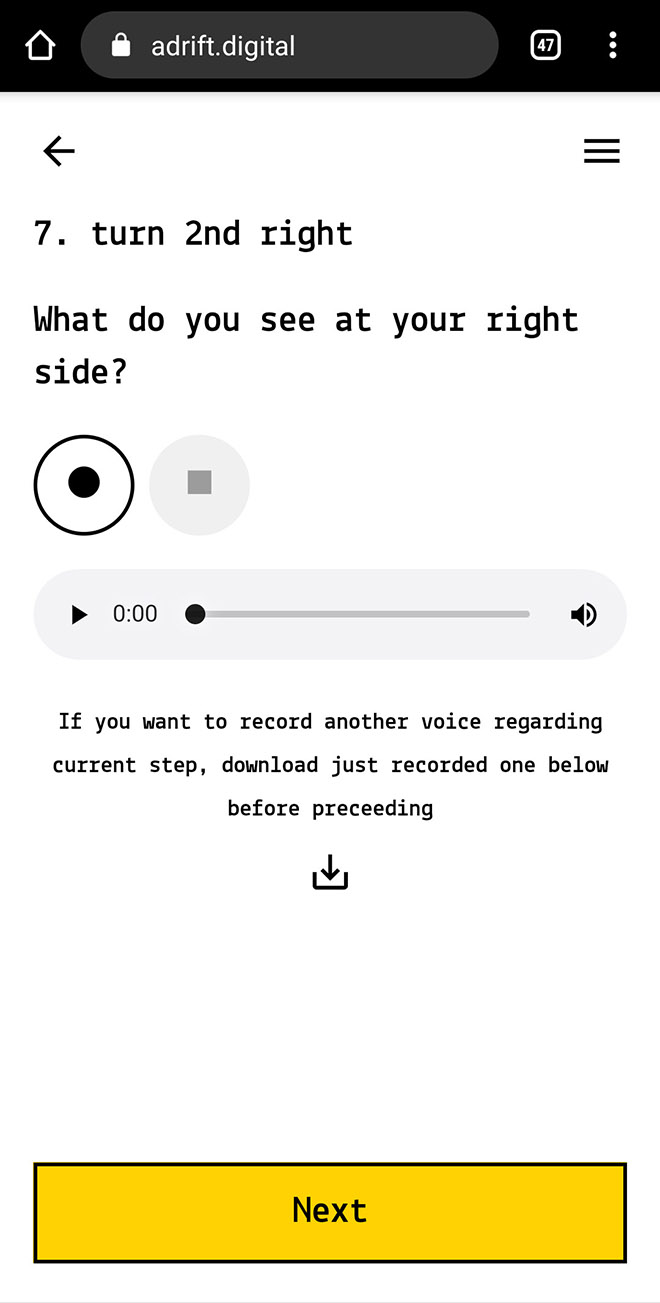 adrift.digital
47
7. turn 2nd right
What do you see at your right
side?
0:00
If you want to record another voice regarding
current step, download just recorded one below
before preceeding
Next